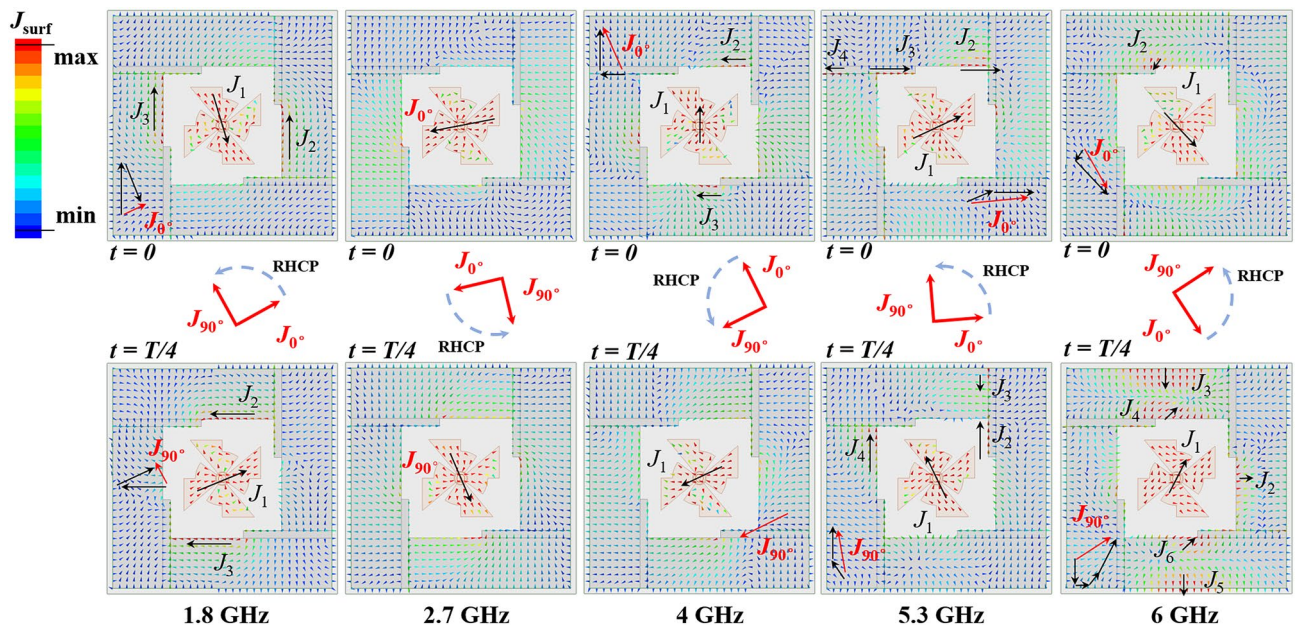 J_surf
max
min
J_1
J_3
J_2
J_0°
t = 0
J_0°
t = 0
J_0°
J_2
J_1
J_3
t = 0
J_4
J_3
J_2
J_1
J_0°
t = 0
J_2
J_1
J_0°
t = 0
RHCP
J_90°
J_0°
J_0°
J_90°
RHCP
RHCP
J_0°
J_90°
RHCP
J_90°
J_0°
J_90°
RHCP
J_0°
t = T/4
t = T/4
t = T/4
t = T/4
t = T/4
J_2
J_90°
J_1
J_3
J_90°
J_1
J_90°
J_3
J_4
J_2
J_1
J_90°
J_3
J_4
J_1
J_2
J_90°
J_6
J_5
1.8 GHz
2.7 GHz
4 GHz
5.3 GHz
6 GHz